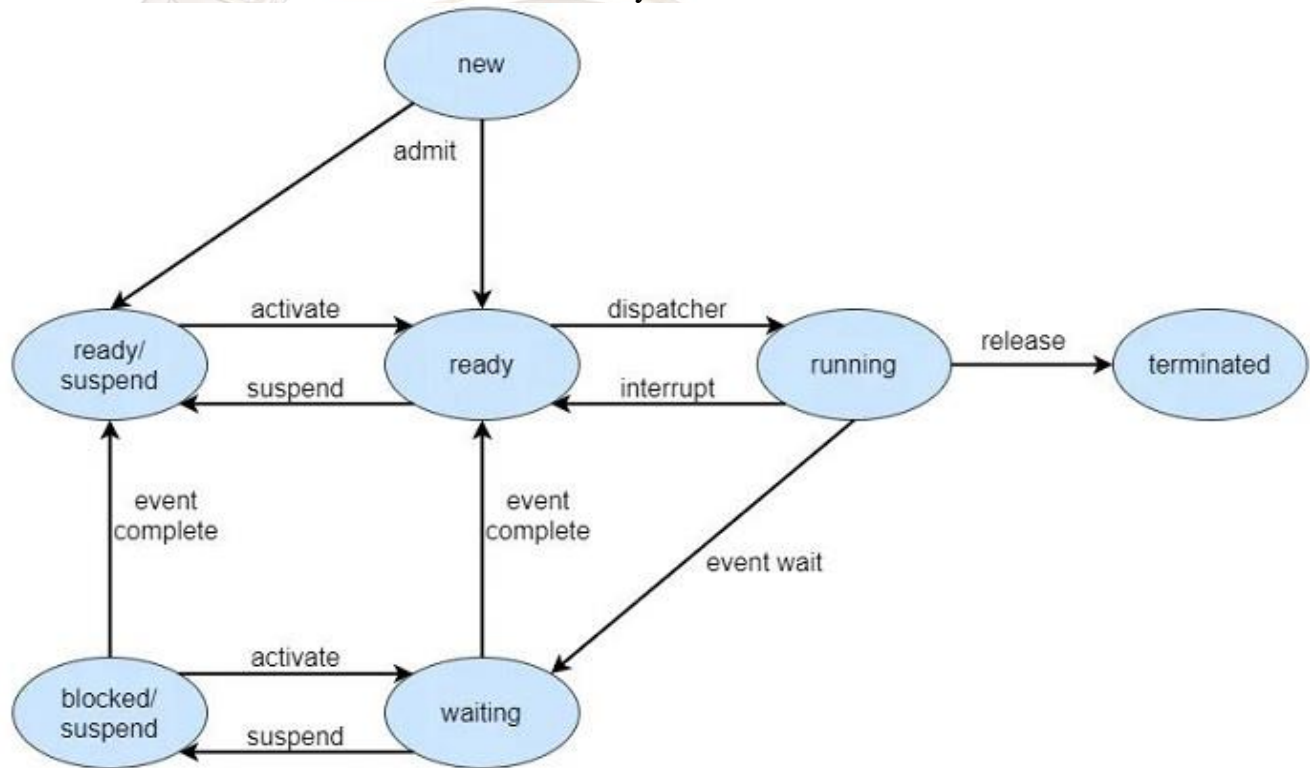 new
admit
activate
dispatcher
release
ready/
suspend
ready
running
terminated
suspend
interrupt
event
complete
event
complete
event wait
activate
blocked/
suspend
waiting
suspend